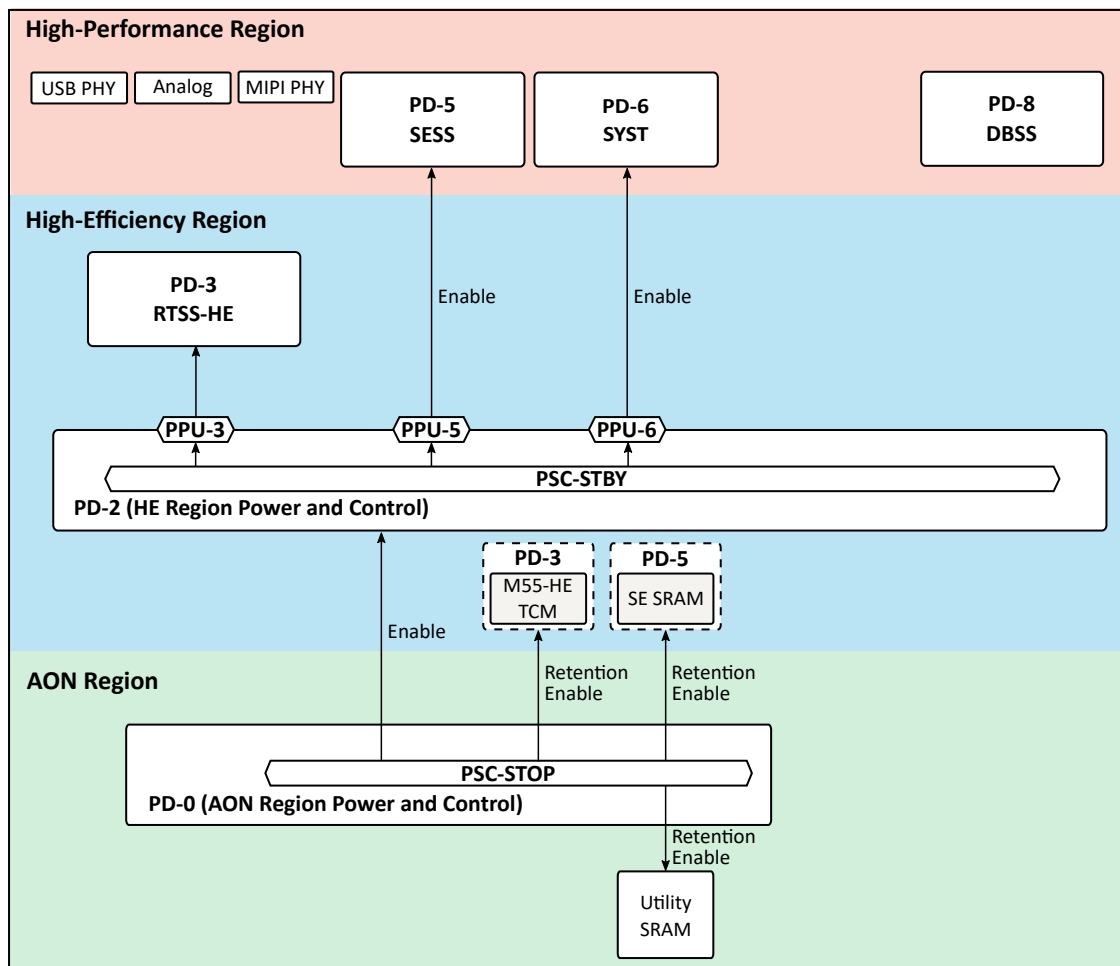 High-Performance Region
USB PHY
Analog
MIPI PHY
PD-5
SESS
PD-6
SYST
PD-8
DBSS
High-Efficiency Region
PD-3
RTSS-HE
Enable
Enable
PPU-3
PPU-5
PPU-6
PSC-STBY
PD-2 (HE Region Power and Control)
PD-3
M55-HE
TCM
PD-5
SE SRAM
Enable
AON Region
Retention
Enable
Retention
Enable
PSC-STOP
PD-0 (AON Region Power and Control)
Retention
Enable
Utility
SRAM